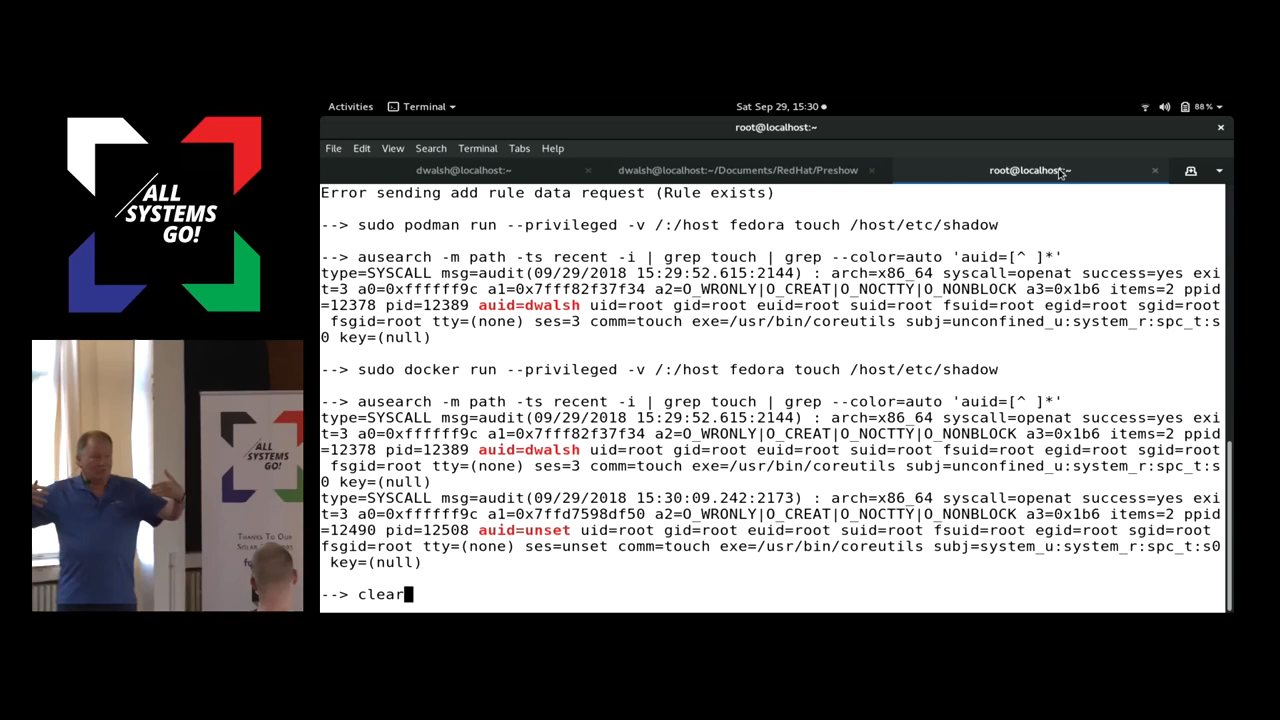 ALL
SYSTEMS
GO!
Activities Terminal Sat Sep 29, 15:30 88%
root@localhost:~
File Edit View Search Terminal Tabs Help
dwalsh@localhost:~ dwalsh@localhost:~/Documents/RedHat/Preshow root@localhost:~
Error sending add rule data request (Rule exists)
--> sudo podman run --privileged -v /:/host fedora touch /host/etc/shadow
--> ausearch -m path -ts recent -i | grep touch | grep --color=auto 'auid=[^ ]*'
type=SYSCALL msg=audit(09/29/2018 15:29:52.615:2144) : arch=x86_64 syscall=openat success=yes exi
t=3 a0=0xffffff9c a1=0x7fff82f37f34 a2=O_WRONLY|O_CREAT|O_NOCTTY|O_NONBLOCK a3=0x1b6 items=2 ppid
=12378 pid=12389 auid=dwalsh uid=root gid=root euid=root suid=root fsuid=root egid=root sgid=root
fsgid=root tty=(none) ses=3 comm=touch exe=/usr/bin/coreutils subj=unconfined_u:system_r:spc_t:s
0 key=(null)
--> sudo docker run --privileged -v /:/host fedora touch /host/etc/shadow
--> ausearch -m path -ts recent -i | grep touch | grep --color=auto 'auid=[^ ]*'
type=SYSCALL msg=audit(09/29/2018 15:29:52.615:2144) : arch=x86_64 syscall=openat success=yes exi
t=3 a0=0xffffff9c a1=0x7fff82f37f34 a2=O_WRONLY|O_CREAT|O_NOCTTY|O_NONBLOCK a3=0x1b6 items=2 ppid
=12378 pid=12389 auid=dwalsh uid=root gid=root euid=root suid=root fsuid=root egid=root sgid=root
fsgid=root tty=(none) ses=3 comm=touch exe=/usr/bin/coreutils subj=unconfined_u:system_r:spc_t:s
0 key=(null)
type=SYSCALL msg=audit(09/29/2018 15:30:09.242:2173) : arch=x86_64 syscall=openat success=yes exi
t=3 a0=0xffffff9c a1=0x7ffd7598df50 a2=O_WRONLY|O_CREAT|O_NOCTTY|O_NONBLOCK a3=0x1b6 items=2 ppid
=12490 pid=12508 auid=unset uid=root gid=root euid=root suid=root fsuid=root egid=root sgid=root
fsgid=root tty=(none) ses=unset comm=touch exe=/usr/bin/coreutils subj=system_u:system_r:spc_t:s0
key=(null)
--> clear
ALL
SYSTEMS
GO!
THANKS TO OUR